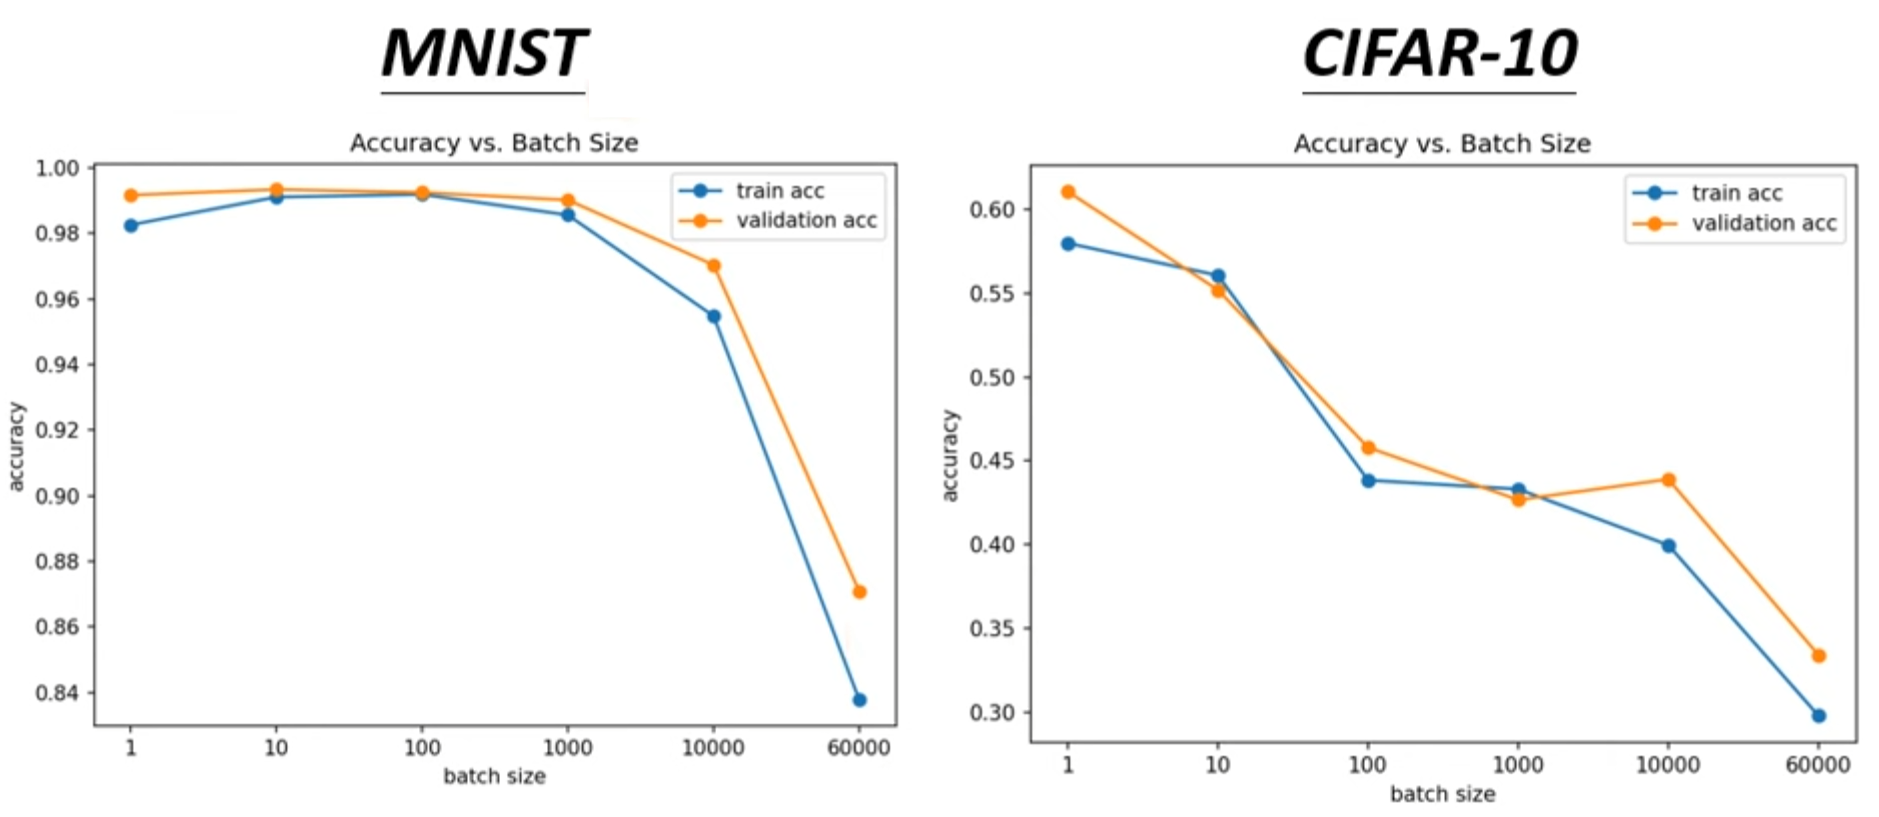 MNIST
Accuracy vs. Batch Size
train acc
validation acc
1.00
0.98
0.96
0.94
0.92
0.90
0.88
0.86
0.84
accuracy
1 10 100 1000 10000 60000
batch size
CIFAR-10
Accuracy vs. Batch Size
train acc
validation acc
0.60
0.55
0.50
0.45
0.40
0.35
0.30
accuracy
1 10 100 1000 10000 60000
batch size